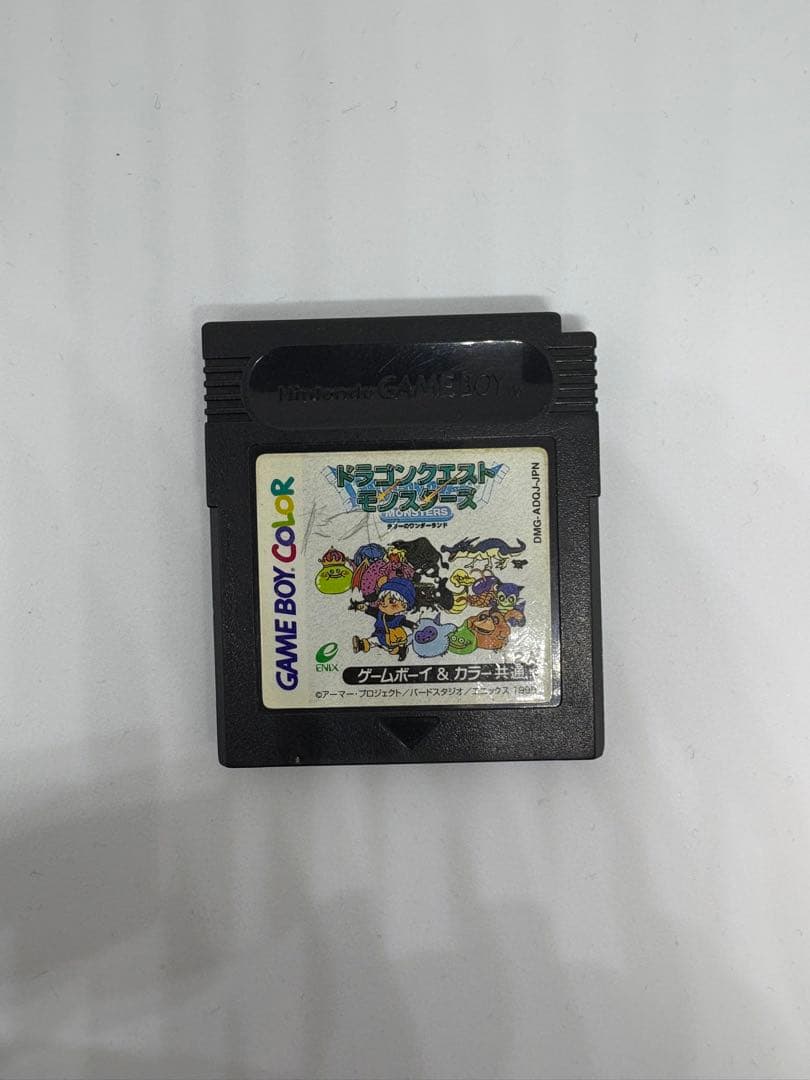 Nintendo GAME BOY
GAME BOY COLOR
ドラゴンクエスト
モンスターズ
MONSTERS
テリーのワンダーランド
DMG-ADQJ-JPN
ENIX
ゲームボーイ & カラー共通
©アーマー・プロジェクト/バードスタジオ/エニックス 1998